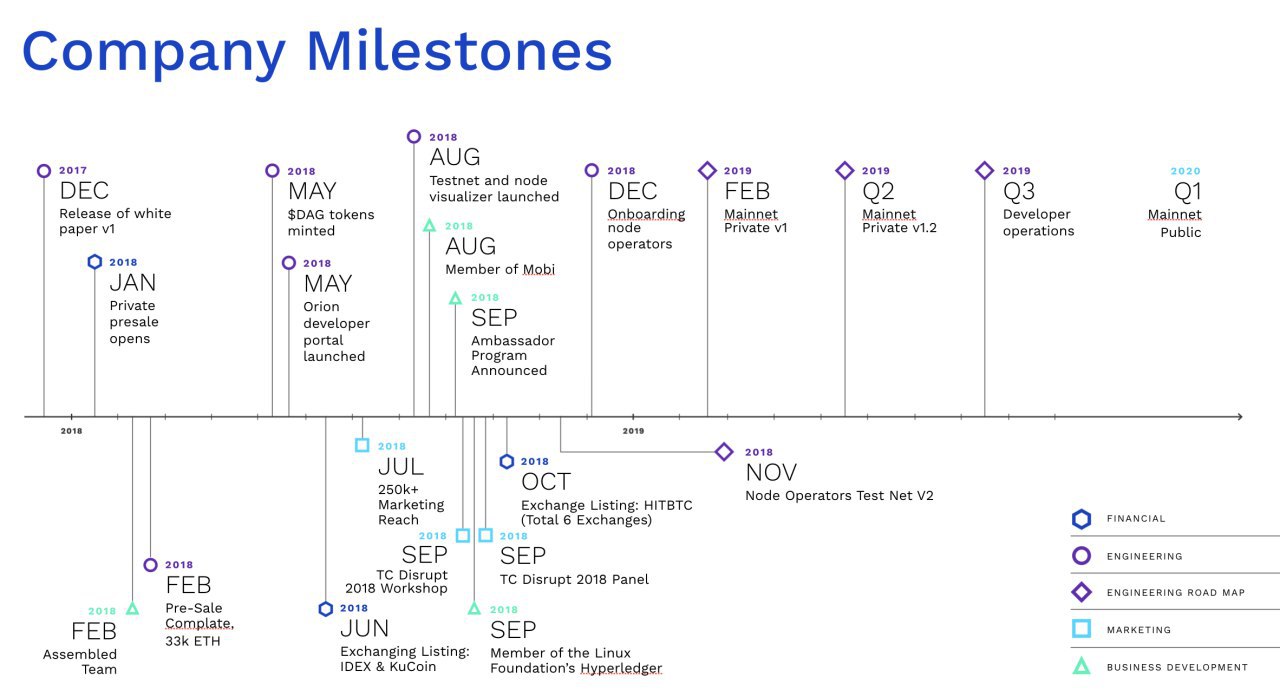 Company Milestones
2017
DEC
Release of white
paper v1
2018
JAN
Private
presale
opens
2018
MAY
$DAG tokens
minted
2018
MAY
Orion
developer
portal
launched
2018
AUG
Testnet and node
visualizer launched
2018
AUG
Member of Mobi
2018
SEP
Ambassador
Program
Announced
2018
DEC
Onboarding
node
operators
2019
FEB
Mainnet
Private v1
2019
Q2
Mainnet
Private v1.2
2019
Q3
Developer
operations
2020
Q1
Mainnet
Public
2018
2019
2018
FEB
Assembled
Team
2018
FEB
Pre-Sale
Complate,
33k ETH
2018
JUN
Exchanging Listing:
IDEX & KuCoin
2018
JUL
250k+
Marketing
Reach
2018
SEP
TC Disrupt
2018 Workshop
2018
SEP
Member of the Linux
Foundation’s Hyperledger
2018
SEP
TC Disrupt 2018 Panel
2018
OCT
Exchange Listing: HITBTC
(Total 6 Exchanges)
2018
NOV
Node Operators Test Net V2
FINANCIAL
ENGINEERING
ENGINEERING ROAD MAP
MARKETING
BUSINESS DEVELOPMENT